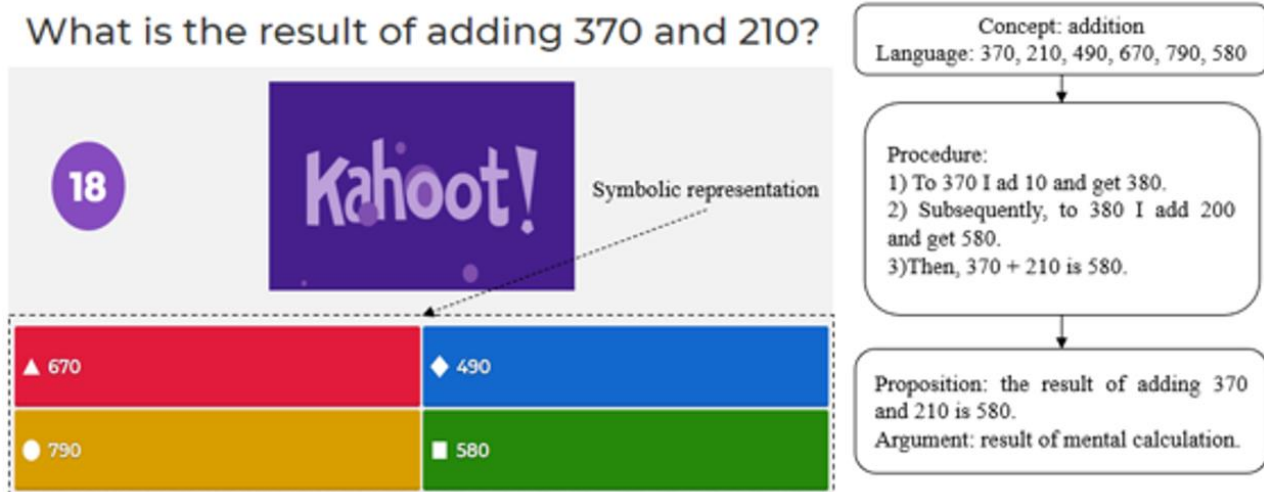 What is the result of adding 370 and 210?
18
Kahoot!
Symbolic representation
670
490
790
580
Concept: addition
Language: 370, 210, 490, 670, 790, 580
Procedure:
1) To 370 I ad 10 and get 380.
2) Subsequently, to 380 I add 200
and get 580.
3)Then, 370 + 210 is 580.
Proposition: the result of adding 370
and 210 is 580.
Argument: result of mental calculation.